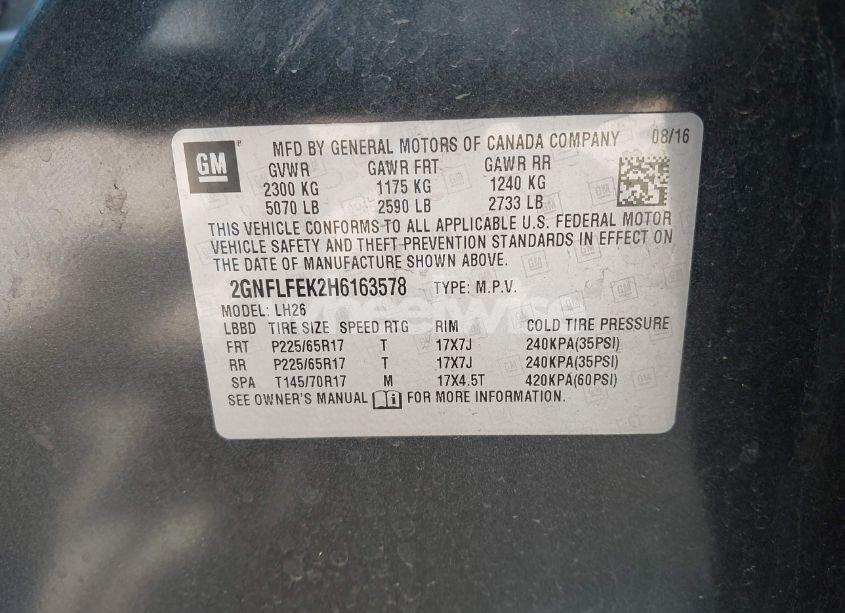 GM
MFD BY GENERAL MOTORS OF CANADA COMPANY 08/16
GVWR GAWR FRT GAWR RR
2300 KG 1175 KG 1240 KG
5070 LB 2590 LB 2733 LB
THIS VEHICLE CONFORMS TO ALL APPLICABLE U.S. FEDERAL MOTOR
VEHICLE SAFETY AND THEFT PREVENTION STANDARDS IN EFFECT ON
THE DATE OF MANUFACTURE SHOWN ABOVE.
2GNFLFEK2H6163578 TYPE: M.P.V.
MODEL: LH26
LBBD TIRE SIZE SPEED RTG RIM COLD TIRE PRESSURE
FRT P225/65R17 T 17X7J 240KPA(35PSI)
RR P225/65R17 T 17X7J 240KPA(35PSI)
SPA T145/70R17 M 17X4.5T 420KPA(60PSI)
SEE OWNER'S MANUAL FOR MORE INFORMATION.